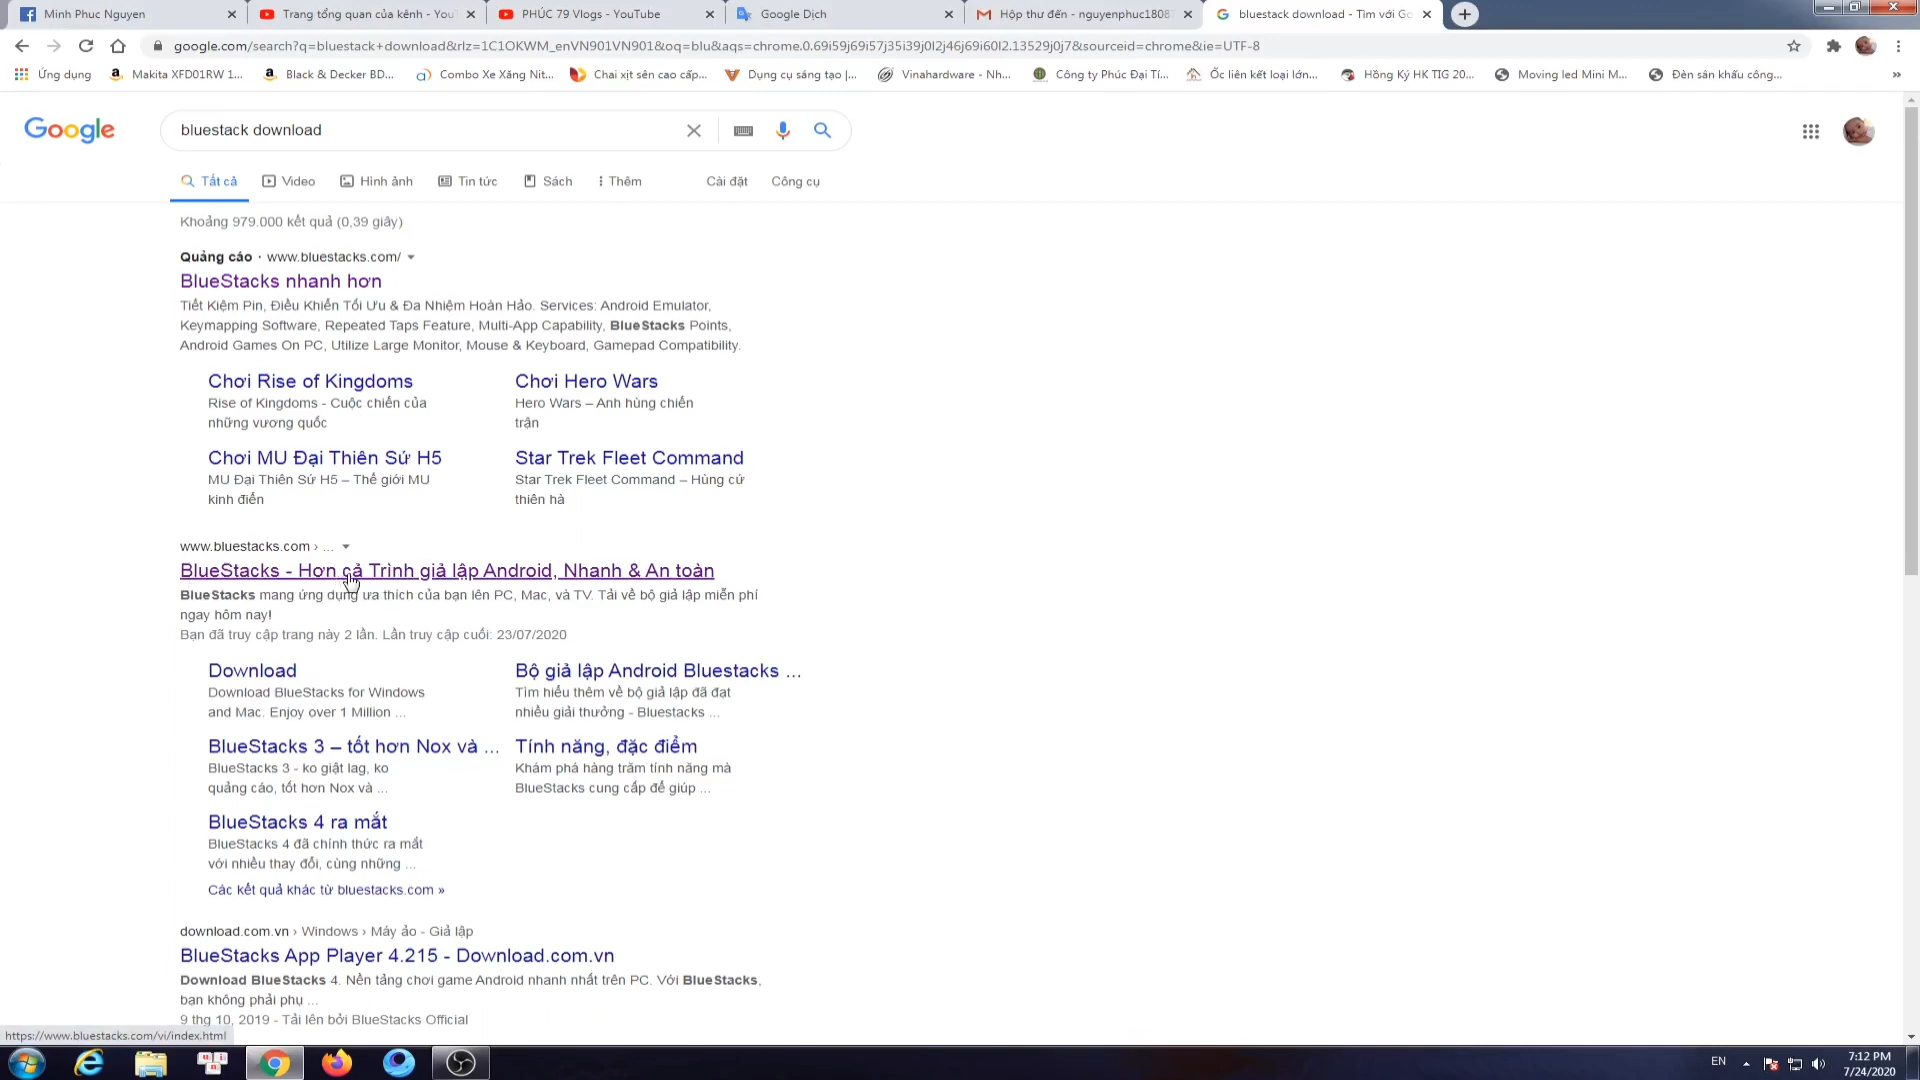 Minh Phuc Nguyen
Trang tổng quan của kênh - You
PHÚC 79 Vlogs - YouTube
Google Dịch
Hộp thư đến - nguyenphuc1808
bluestack download - Tìm với Go
google.com/search?q=bluestack+download&rlz=1C1OKWM_enVN901VN901&oq=blu&aqs=chrome.0.69i59j69i57j35i39j0l2j46j69i60l2.13529j0j7&sourceid=chrome&ie=UTF-8
Ứng dụng
Makita XFD01RW 1...
Black & Decker BD...
Combo Xe Xăng Nit...
Chai xịt sên cao cấp...
Dụng cụ sáng tạo |...
Vinahardware - Nh...
Công ty Phúc Đại Tí...
Ốc liên kết loại lớn...
Hồng Ký HK TIG 20...
Moving led Mini M...
Đèn sân khấu công...
»
Google
bluestack download
Tất cả
Video
Hình ảnh
Tin tức
Sách
Thêm
Cài đặt
Công cụ
Khoảng 979.000 kết quả (0,39 giây)
Quảng cáo · www.bluestacks.com/
BlueStacks nhanh hơn
Tiết Kiệm Pin, Điều Khiển Tối Ưu & Đa Nhiệm Hoàn Hảo. Services: Android Emulator,
Keymapping Software, Repeated Taps Feature, Multi-App Capability, BlueStacks Points,
Android Games On PC, Utilize Large Monitor, Mouse & Keyboard, Gamepad Compatibility.
Chơi Rise of Kingdoms
Rise of Kingdoms - Cuộc chiến của
những vương quốc
Chơi Hero Wars
Hero Wars – Anh hùng chiến
trận
Chơi MU Đại Thiên Sứ H5
MU Đại Thiên Sứ H5 – Thế giới MU
kinh điển
Star Trek Fleet Command
Star Trek Fleet Command – Hùng cứ
thiên hà
www.bluestacks.com › ...
BlueStacks - Hơn cả Trình giả lập Android, Nhanh & An toàn
BlueStacks mang ứng dụng ưa thích của bạn lên PC, Mac, và TV. Tải về bộ giả lập miễn phí
ngay hôm nay!
Bạn đã truy cập trang này 2 lần. Lần truy cập cuối: 23/07/2020
Download
Download BlueStacks for Windows
and Mac. Enjoy over 1 Million ...
Bộ giả lập Android Bluestacks ...
Tìm hiểu thêm về bộ giả lập đã đạt
nhiều giải thưởng - Bluestacks ...
BlueStacks 3 – tốt hơn Nox và ...
BlueStacks 3 - ko giật lag, ko
quảng cáo, tốt hơn Nox và ...
Tính năng, đặc điểm
Khám phá hàng trăm tính năng mà
BlueStacks cung cấp để giúp ...
BlueStacks 4 ra mắt
BlueStacks 4 đã chính thức ra mắt
với nhiều thay đổi, cùng những ...
Các kết quả khác từ bluestacks.com »
download.com.vn › Windows › Máy ảo - Giả lập
BlueStacks App Player 4.215 - Download.com.vn
Download BlueStacks 4. Nền tảng chơi game Android nhanh nhất trên PC. Với BlueStacks,
bạn không phải phụ ...
9 thg 10, 2019 - Tải lên bởi BlueStacks Official
https://www.bluestacks.com/vi/index.html
EN
7:12 PM
7/24/2020